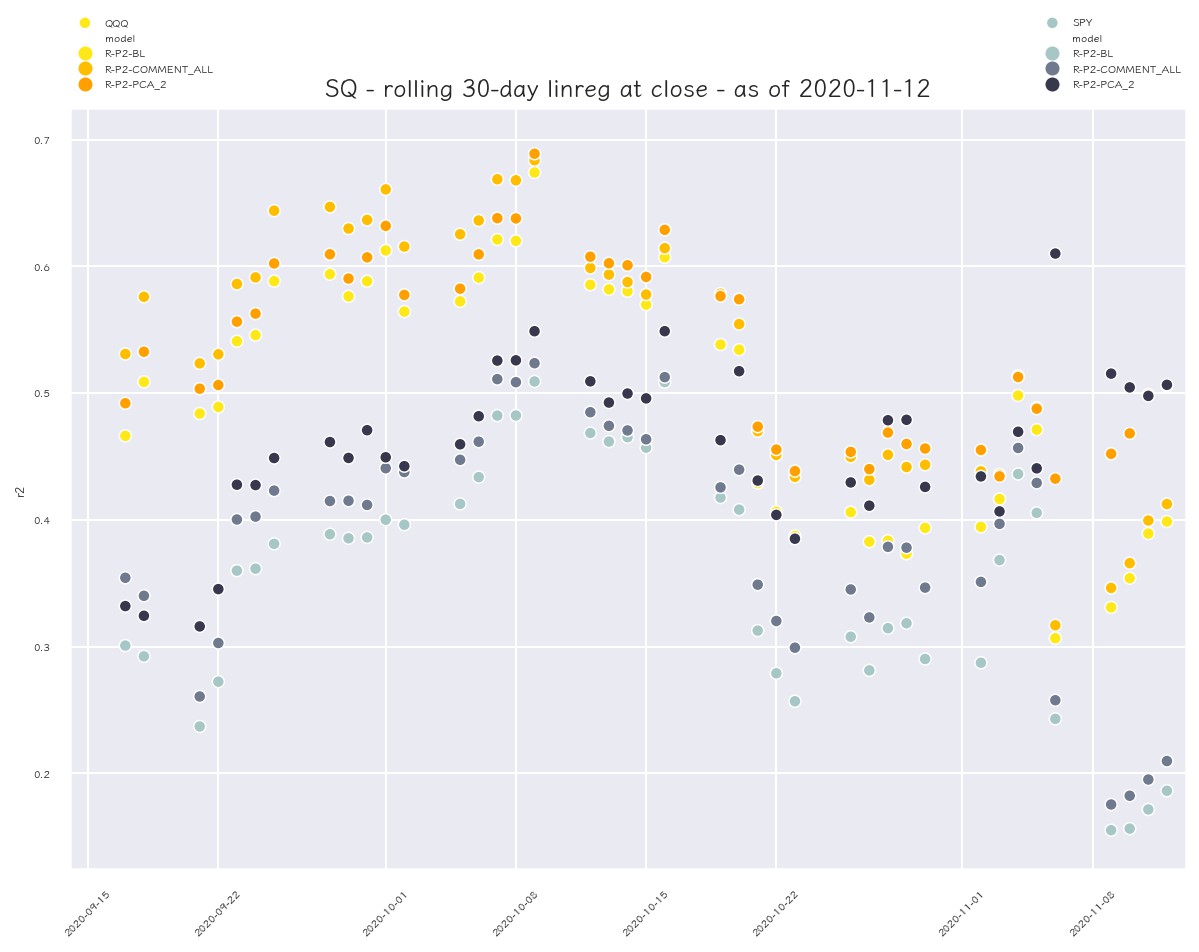 QQQ
model
R-P2-BL
R-P2-COMMENT_ALL
R-P2-PCA_2
SPY
model
R-P2-BL
R-P2-COMMENT_ALL
R-P2-PCA_2
SQ - rolling 30-day linreg at close - as of 2020-11-12
0.7
0.6
0.5
0.4
0.3
0.2
r2
2020-09-15
2020-09-22
2020-10-01
2020-10-08
2020-10-15
2020-10-22
2020-11-01
2020-11-08